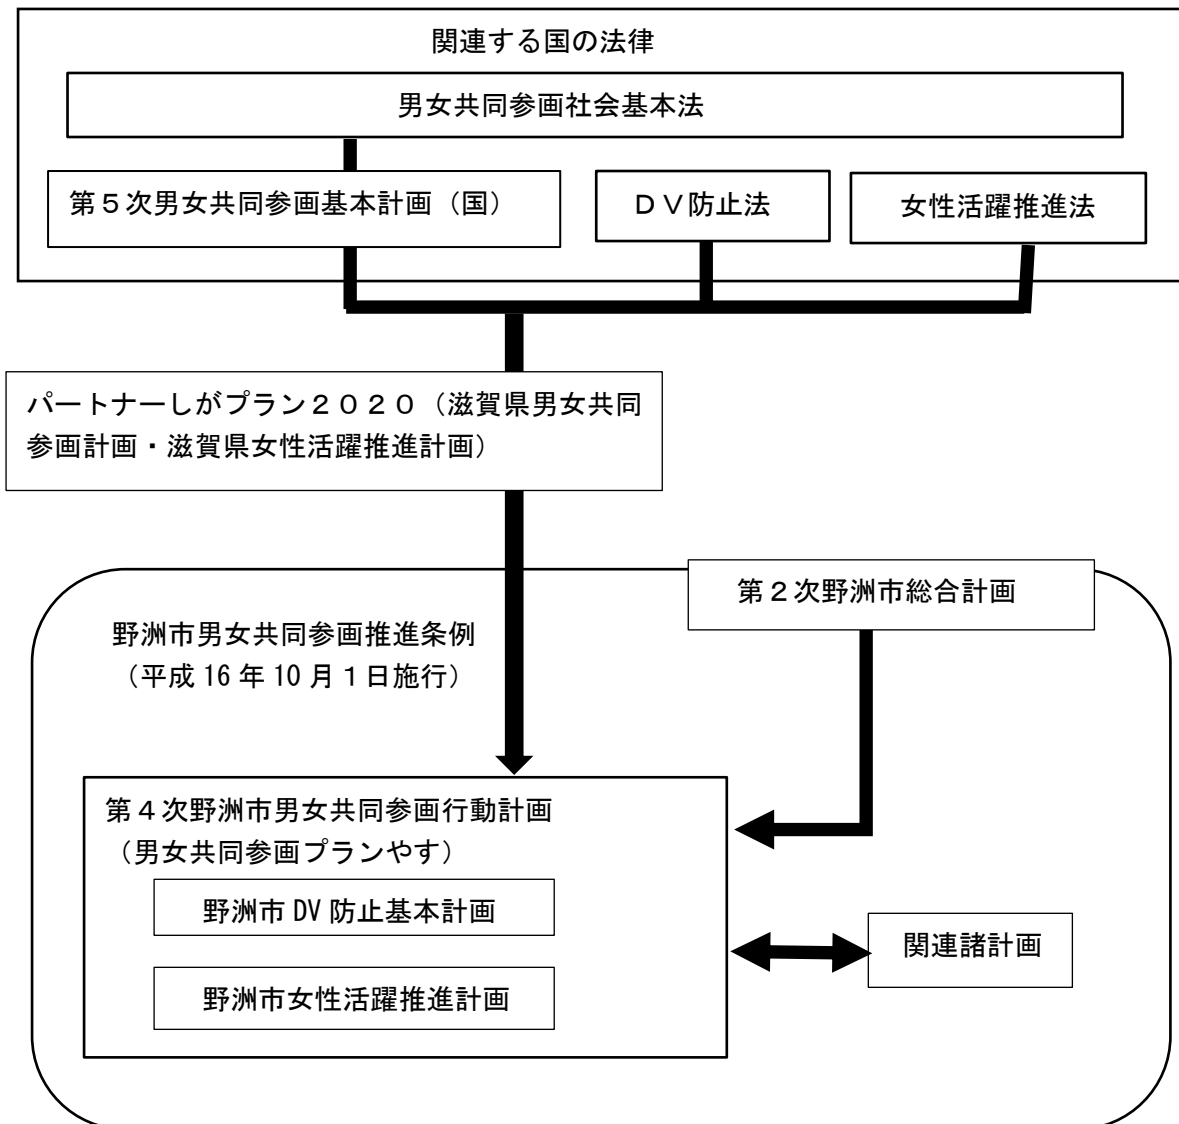 関連する国の法律
男女共同参画社会基本法
第５次男女共同参画基本計画（国）
ＤＶ防止法
女性活躍推進法
パートナーしがプラン２０２０（滋賀県男女共同
参画計画・滋賀県女性活躍推進計画）
第２次野洲市総合計画
野洲市男女共同参画推進条例
（平成 16 年 10 月１日施行）
第４次野洲市男女共同参画行動計画
（男女共同参画プランやす）
野洲市 DV 防止基本計画
関連諸計画
野洲市女性活躍推進計画